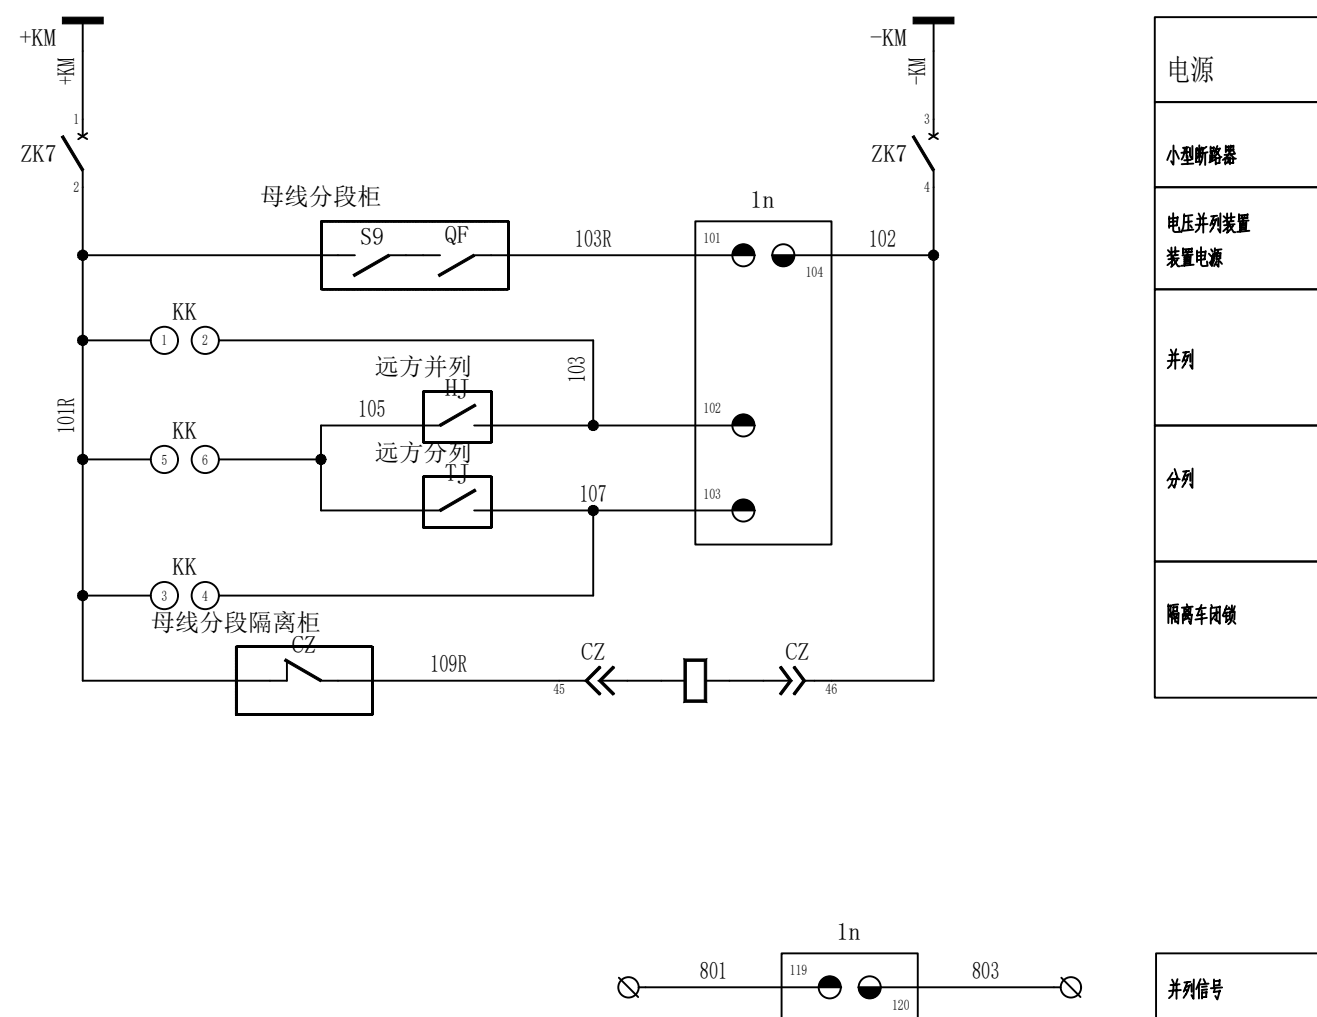 +KM
-KM
电源
+KM
-KM
1
3
小型断路器
ZK7
ZK7
2
4
母线分段柜
1n
电压并列装置
装置电源
S9
QF
103R
101
102
104
KK
1
2
并列
远方并列
103
HJ
105
102
101R
KK
5
6
远方分列
分列
TJ
107
103
KK
3
4
母线分段隔离柜
隔离车闭锁
CZ
109R
CZ
CZ
45
46
1n
801
119
803
并列信号
120